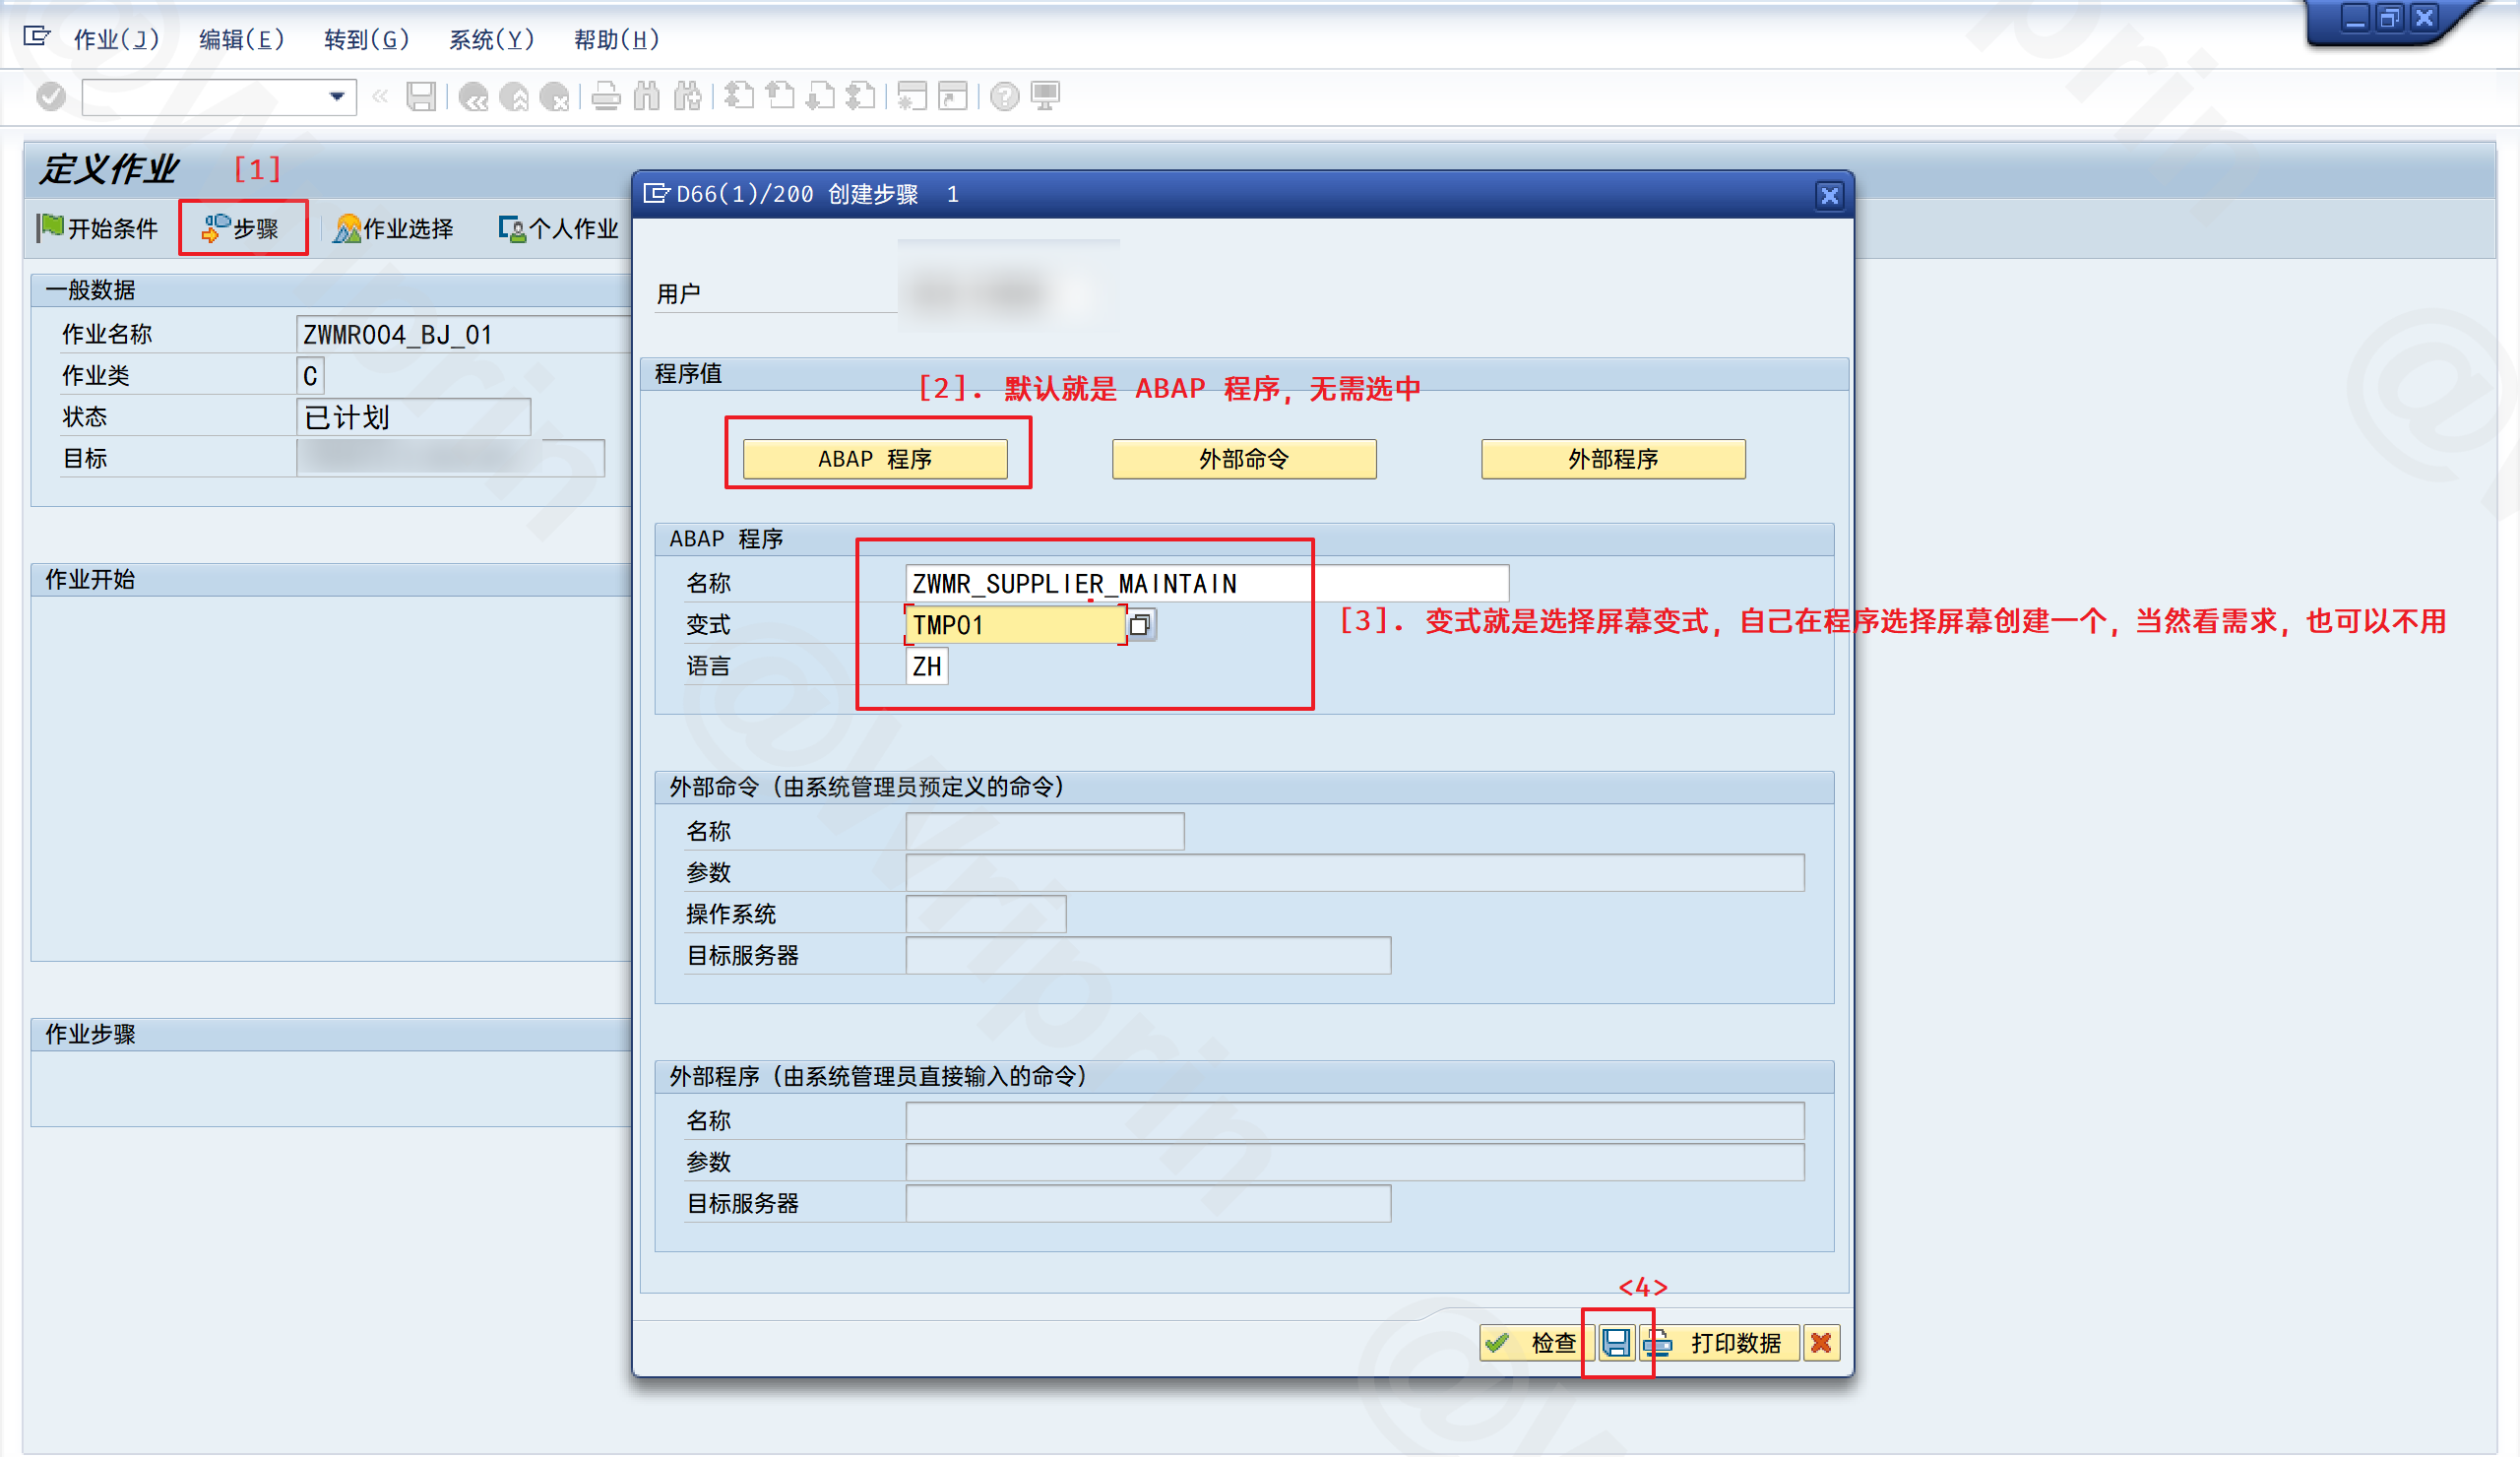 作业(J) 编辑(E) 转到(G) 系统(Y) 帮助(H)
定义作业 [1]
开始条件 步骤 作业选择 个人作业
一般数据
作业名称 ZWMR004_BJ_01
作业类 C
状态 已计划
目标
作业开始
作业步骤
D66(1)/200 创建步骤 1
用户
程序值
[2]. 默认就是 ABAP 程序，无需选中
ABAP 程序 外部命令 外部程序
ABAP 程序
名称 ZWMR_SUPPLIER_MAINTAIN
变式 TMP01
[3]. 变式就是选择屏幕变式，自己在程序选择屏幕创建一个，当然看需求，也可以不用
语言 ZH
外部命令（由系统管理员预定义的命令）
名称
参数
操作系统
目标服务器
外部程序（由系统管理员直接输入的命令）
名称
参数
目标服务器
<4>
检查 打印数据
@Vriprin